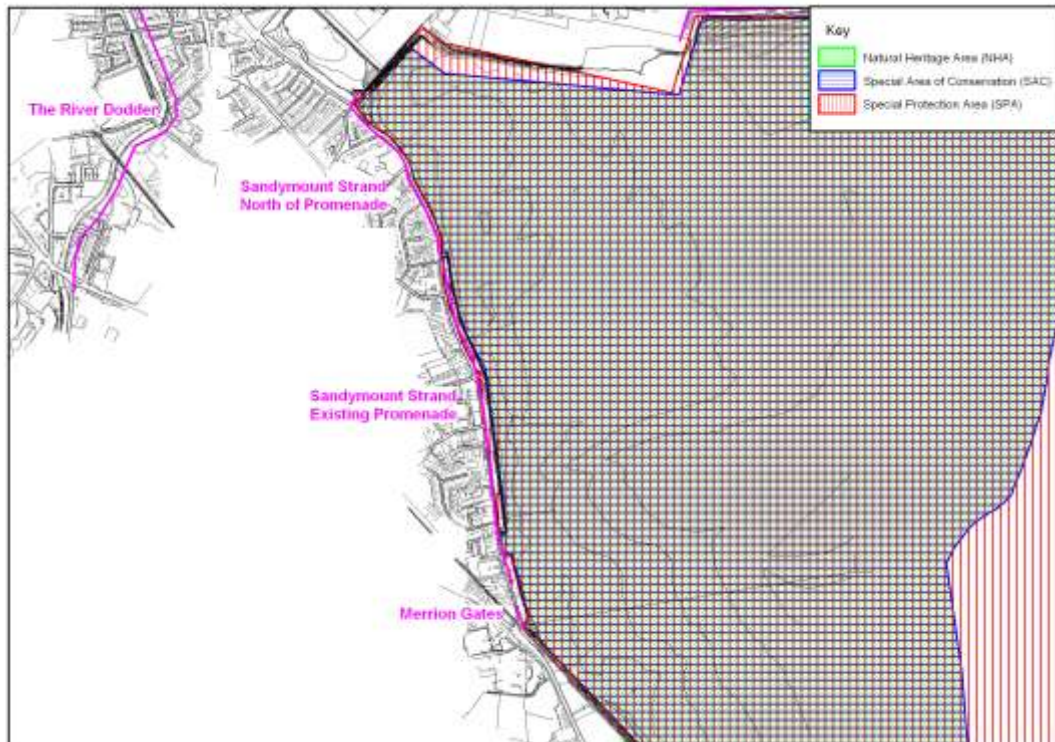 Key
Natural Heritage Area (NHA)
Special Area of Conservation (SAC)
Special Protection Area (SPA)
The River Dodder
Sandymount Strand
North of Promenade
Sandymount Strand
Existing Promenade
Merrion Gates